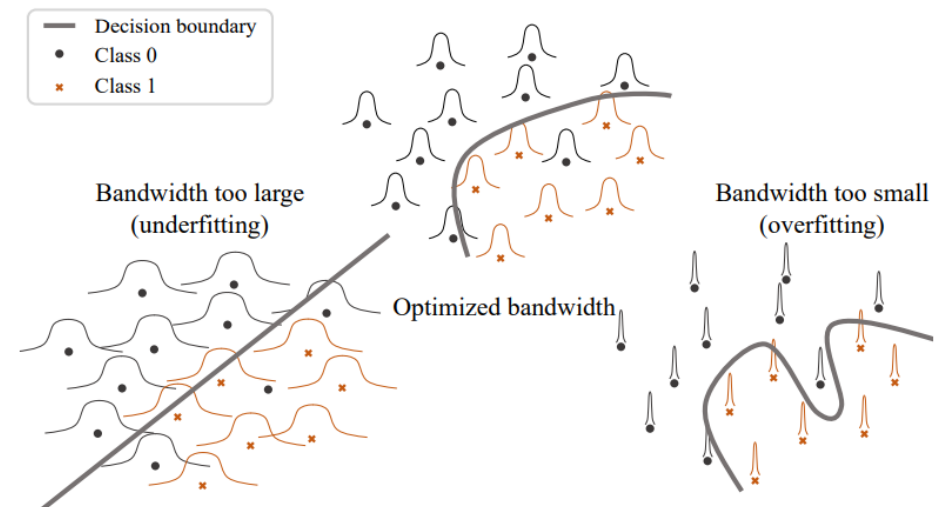 Decision boundary
Class 0
Class 1
Bandwidth too large
(underfitting)
Bandwidth too small
(overfitting)
Optimized bandwidth